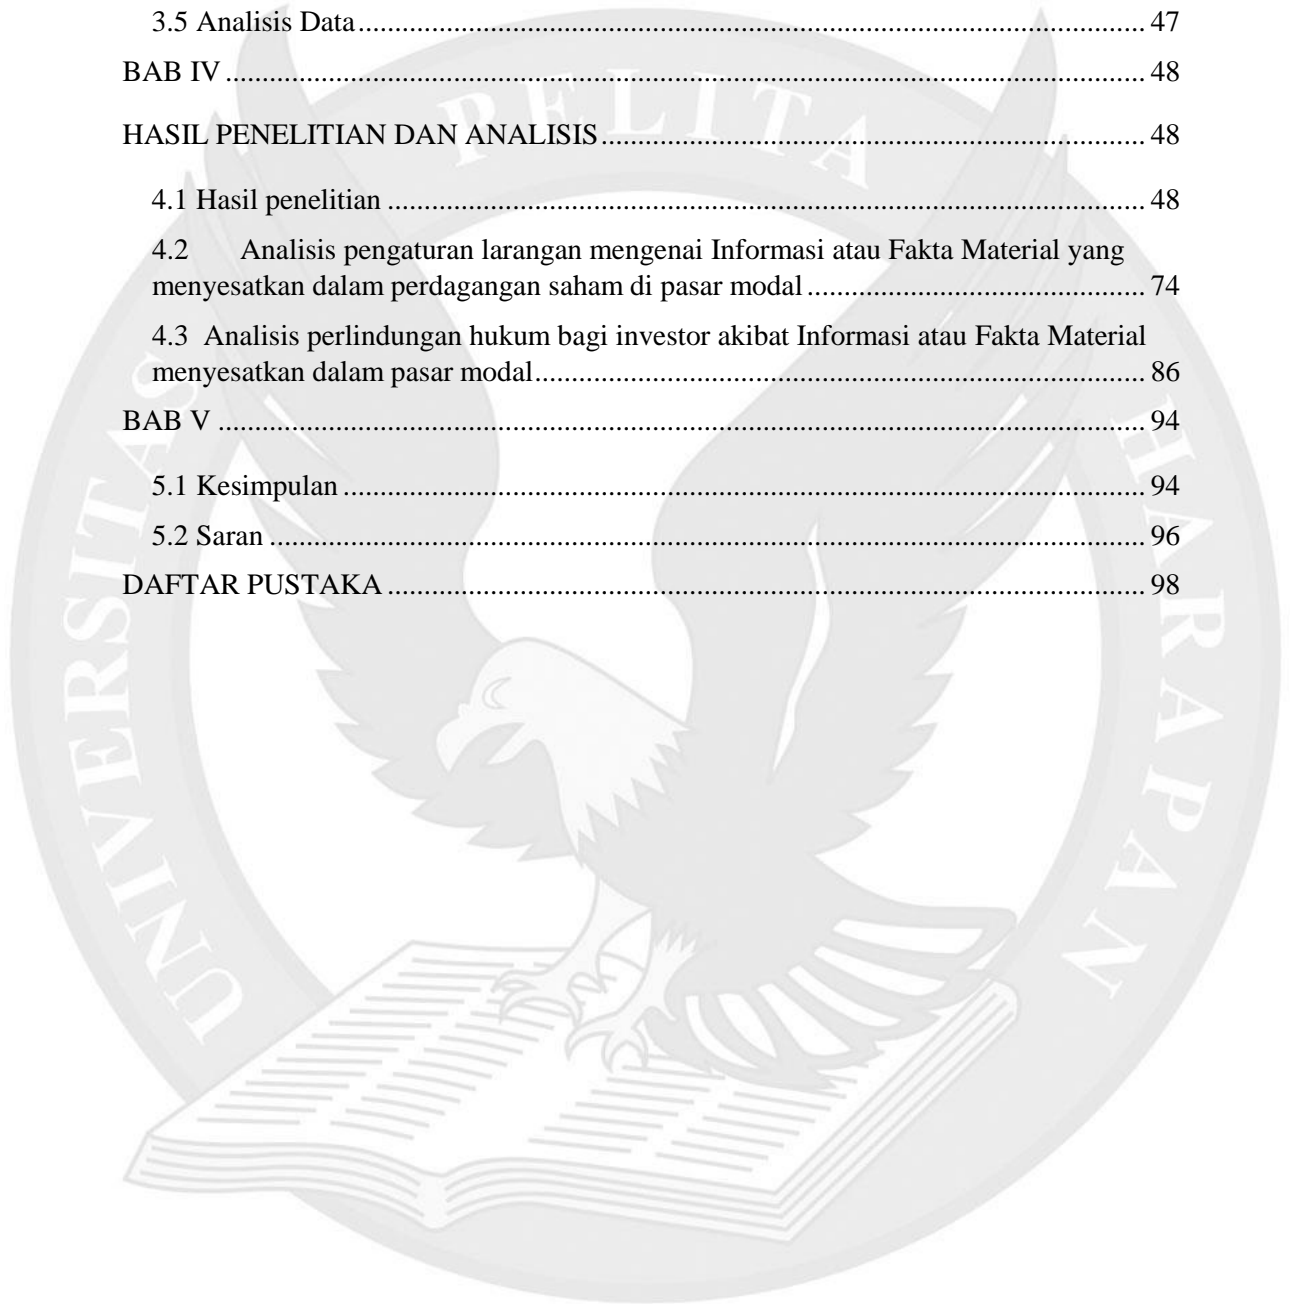 3.5 Analisis Data........................................................................................................ 47
BAB IV........................................................................................................................ 48
HASIL PENELITIAN DAN ANALISIS........................................................................ 48
4.1 Hasil penelitian.................................................................................................... 48
4.2 Analisis pengaturan larangan mengenai Informasi atau Fakta Material yang
menyesatkan dalam perdagangan saham di pasar modal............................................. 74
4.3 Analisis perlindungan hukum bagi investor akibat Informasi atau Fakta Material
menyesatkan dalam pasar modal................................................................................. 86
BAB V......................................................................................................................... 94
5.1 Kesimpulan.......................................................................................................... 94
5.2 Saran.................................................................................................................... 96
DAFTAR PUSTAKA.................................................................................................... 98
UNIVERSITAS PELITA HARAPAN